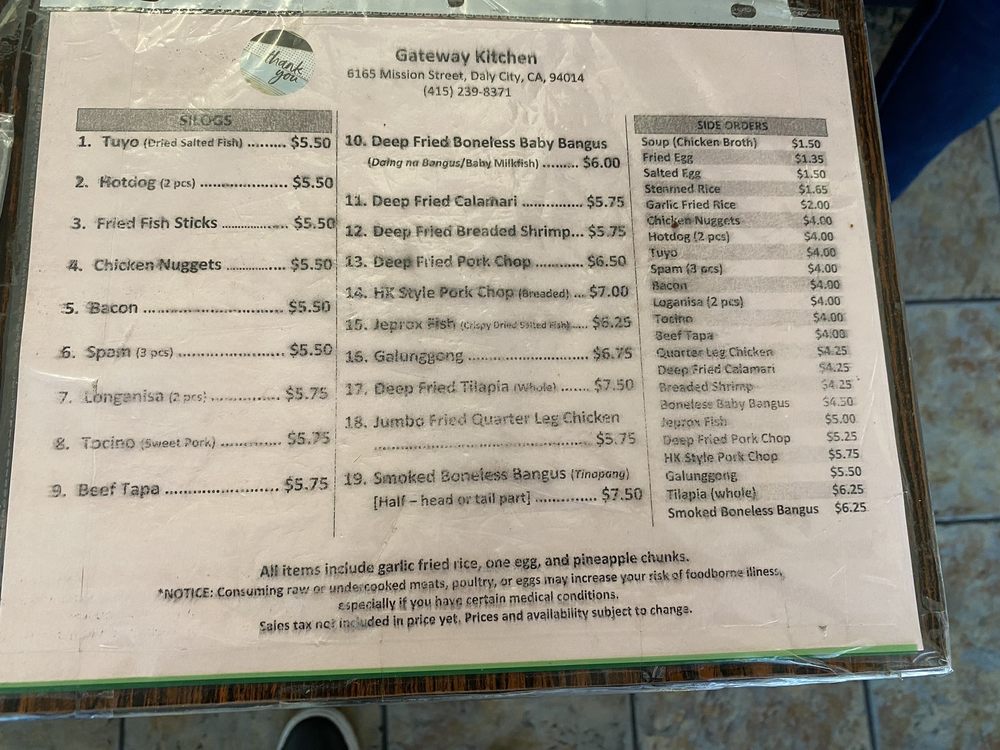 thank
you
Gateway Kitchen
6165 Mission Street, Daly City, CA, 94014
(415) 239-8371
SILOGS
1. Tuyo (Dried Salted Fish) ......... $5.50
2. Hotdog (2 pcs) ..................... $5.50
3. Fried Fish Sticks ................ $5.50
4. Chicken Nuggets ............... $5.50
5. Bacon ................................ $5.50
6. Spam (3 pcs) ........................ $5.50
7. Longanisa (2 pcs) ................ $5.75
8. Tocino (Sweet Pork) .............. $5.75
9. Beef Tapa .......................... $5.75
10. Deep Fried Boneless Baby Bangus
(Daing na Bangus/Baby Milkfish) ......... $6.00
11. Deep Fried Calamari .............. $5.75
12. Deep Fried Breaded Shrimp... $5.75
13. Deep Fried Pork Chop ............ $6.50
14. HK Style Pork Chop (Breaded) ... $7.00
15. Jeprox Fish (Crispy Dried Salted Fish)..... $6.25
16. Galunggong .......................... $6.75
17. Deep Fried Tilapia (Whole) ....... $7.50
18. Jumbo Fried Quarter Leg Chicken
................................................ $5.75
19. Smoked Boneless Bangus (Tinapang)
[Half – head or tail part] ............. $7.50
SIDE ORDERS
Soup (Chicken Broth) $1.50
Fried Egg $1.35
Salted Egg $1.50
Steamed Rice $1.65
Garlic Fried Rice $2.00
Chicken Nuggets $4.00
Hotdog (2 pcs) $4.00
Tuyo $4.00
Spam (3 pcs) $4.00
Bacon $4.00
Loganisa (2 pcs) $4.00
Tocino $4.00
Beef Tapa $4.00
Quarter Leg Chicken $4.25
Deep Fried Calamari $4.25
Breaded Shrimp $4.25
Boneless Baby Bangus $4.50
Jeprox Fish $5.00
Deep Fried Pork Chop $5.25
HK Style Pork Chop $5.75
Galunggong $5.50
Tilapia (whole) $6.25
Smoked Boneless Bangus $6.25
All items include garlic fried rice, one egg, and pineapple chunks.
*NOTICE: Consuming raw or undercooked meats, poultry, or eggs may increase your risk of foodborne illness,
especially if you have certain medical conditions.
Sales tax not included in price yet. Prices and availability subject to change.